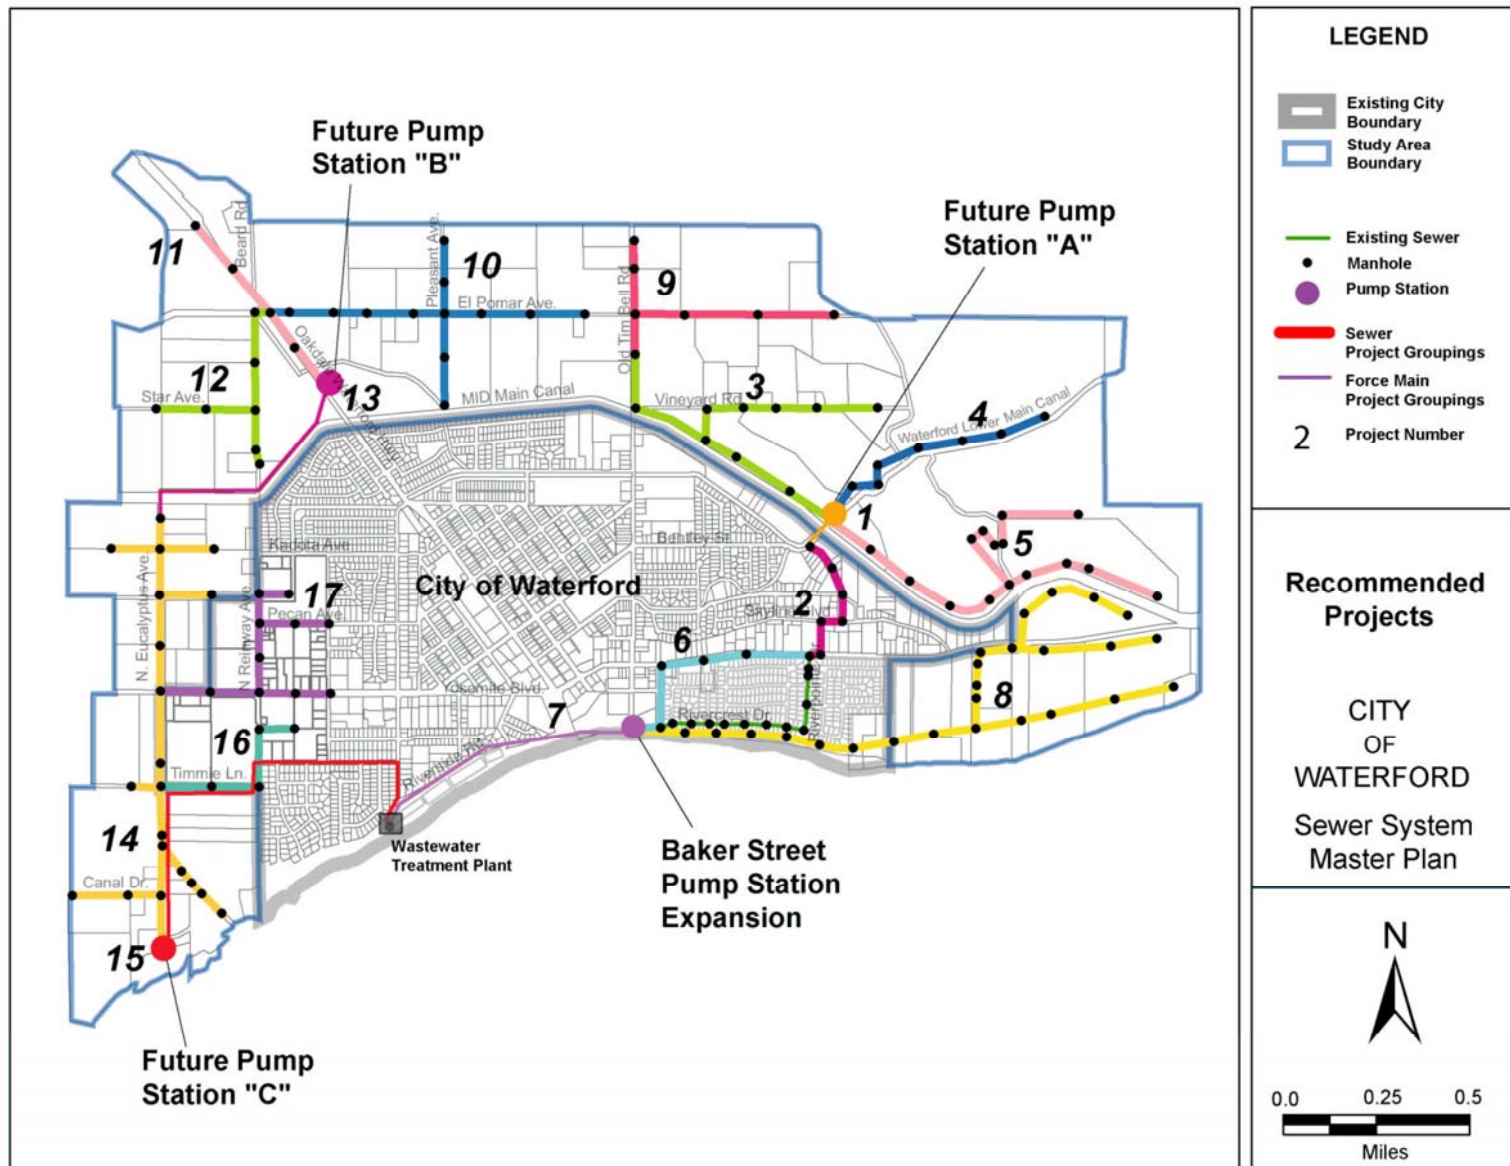 Future Pump
Station "B"
Future Pump
Station "A"
11
Beard Rd
Pleasant Ave.
10
El Pomar Ave.
Old Tim Bell Rd
9
12
Star Ave.
13
MID Main Canal
3
Vineyard Rd
4
Waterford Lower Main Canal
1
5
Kadota Ave.
Bentley St.
City of Waterford
N. Eucalyptus Ave.
N Reinway Ave.
17
Pecan Ave.
2
Skyline Blvd
6
Yosemite Blvd.
7
Rivercrest Dr.
8
16
Timmie Ln.
14
Canal Dr.
15
Wastewater
Treatment Plant
Baker Street
Pump Station
Expansion
Future Pump
Station "C"
LEGEND
Existing City
Boundary
Study Area
Boundary
Existing Sewer
Manhole
Pump Station
Sewer
Project Groupings
Force Main
Project Groupings
2 Project Number
Recommended
Projects
CITY
OF
WATERFORD
Sewer System
Master Plan
N
0.0 0.25 0.5
Miles